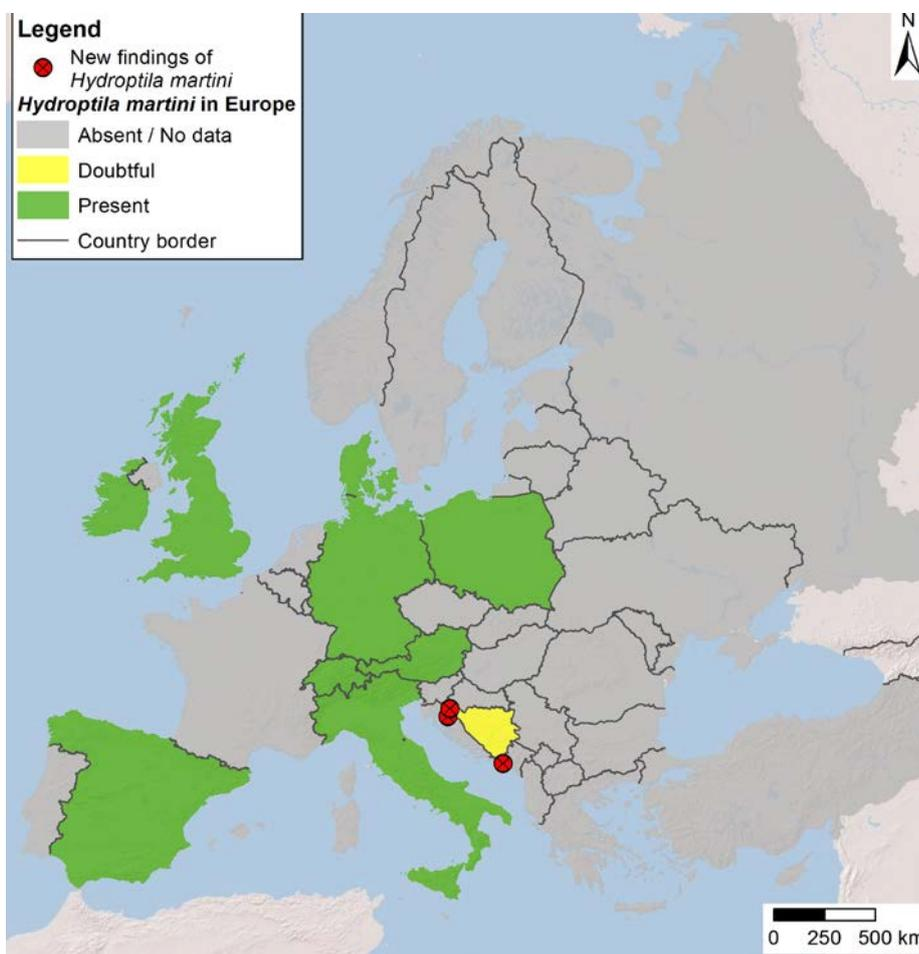 Legend
New findings of
Hydroptila martini
Hydroptila martini in Europe
Absent / No data
Doubtful
Present
Country border
N
0 250 500 km